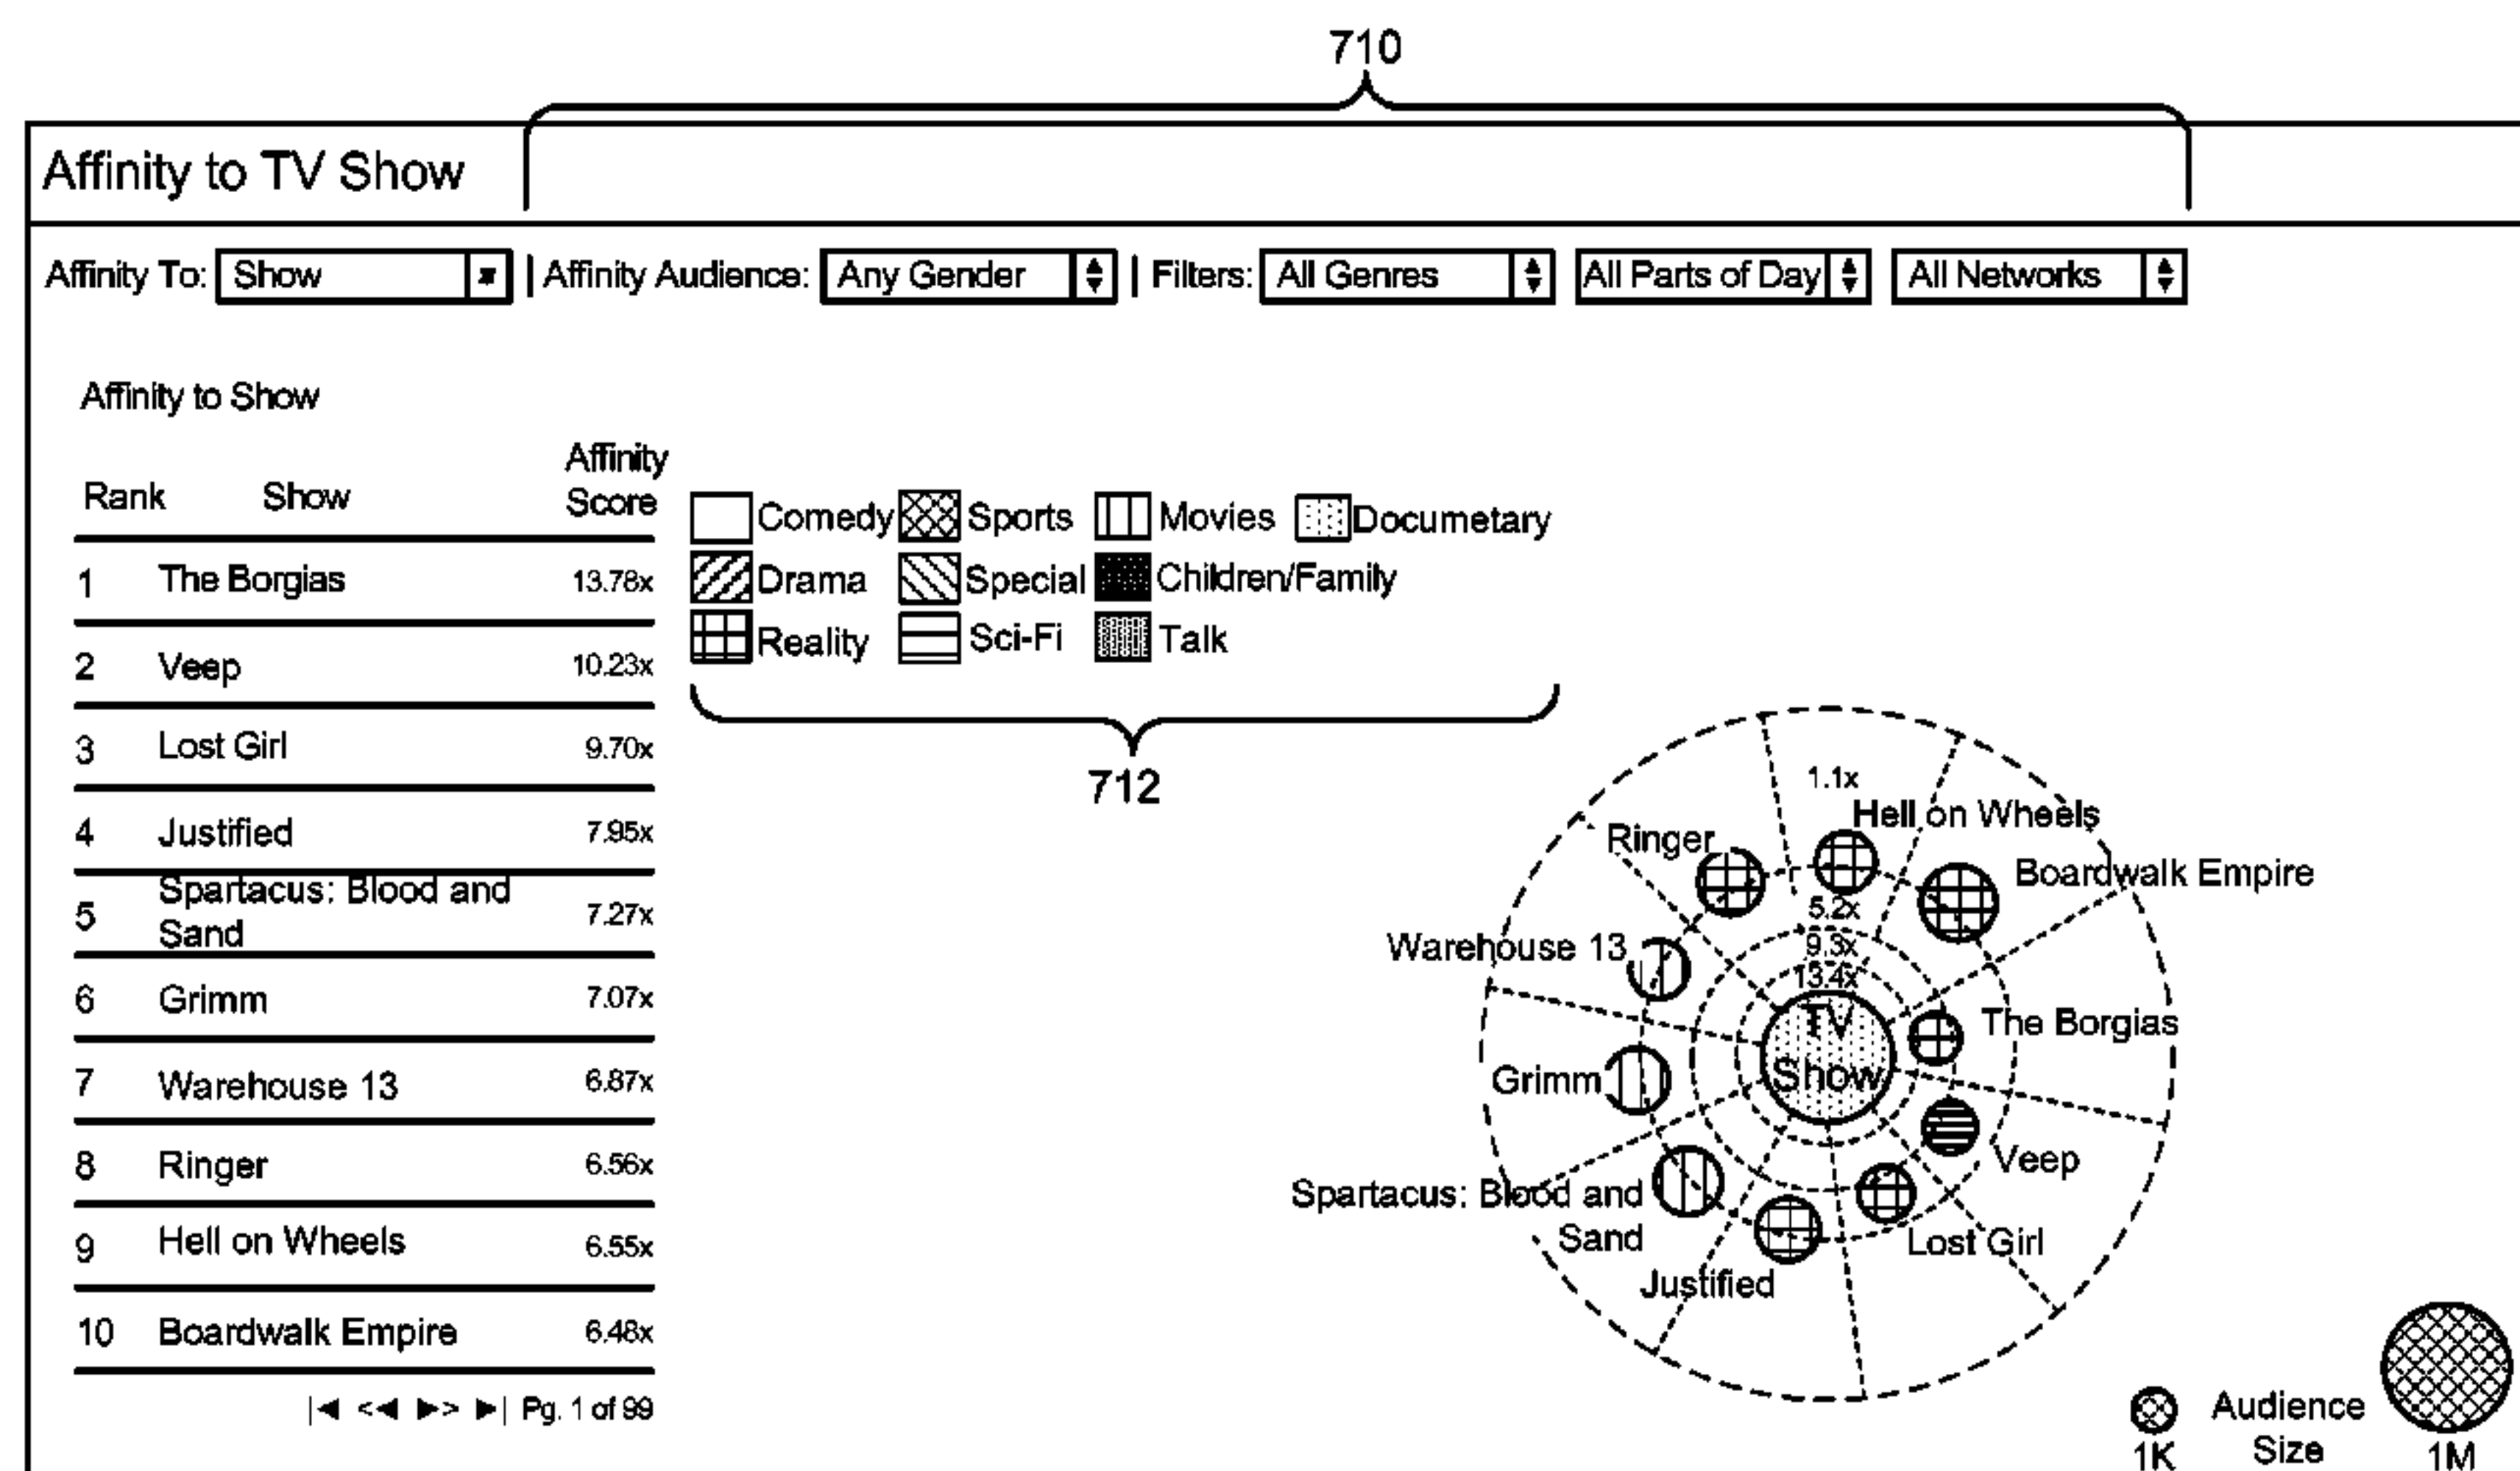 710
Affinity to TV Show
Affinity To: Show | Affinity Audience: Any Gender | Filters: All Genres All Parts of Day All Networks
Affinity to Show
Rank Show Affinity Score
1 The Borgias 13.78x
2 Veep 10.23x
3 Lost Girl 9.70x
4 Justified 7.95x
5 Spartacus: Blood and
Sand 7.27x
6 Grimm 7.07x
7 Warehouse 13 6.87x
8 Ringer 6.56x
9 Hell on Wheels 6.55x
10 Boardwalk Empire 6.48x
|◀ <◀ ▶> ▶| Pg. 1 of 99
Comedy Sports Movies Documetary
Drama Special Children/Family
Reality Sci-Fi Talk
712
1.1x
Hell on Wheels
Ringer
Boardwalk Empire
5.2x
Warehouse 13
9.3x
13.4x
TV
Show
The Borgias
Grimm
Veep
Spartacus: Blood and
Sand
Lost Girl
Justified
Audience
Size
1K
1M